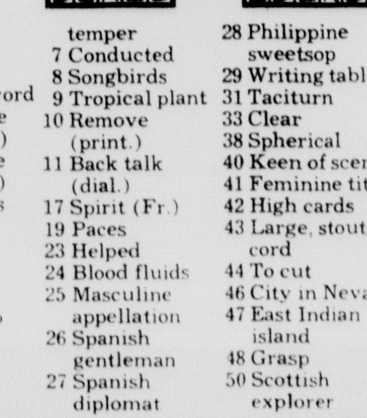 temper
7 Conducted
8 Songbirds
9 Tropical plant
10 Remove
(print.)
11 Back talk
(dial.)
17 Spirit (Fr.)
19 Paces
23 Helped
24 Blood fluids
25 Masculine
appellation
26 Spanish
gentleman
27 Spanish
diplomat
28 Philippine
sweetsop
29 Writing tabl
31 Taciturn
33 Clear
38 Spherical
40 Keen of scen
41 Feminine tit
42 High cards
43 Large, stout
cord
44 To cut
46 City in Neva
47 East Indian
island
48 Grasp
50 Scottish
explorer